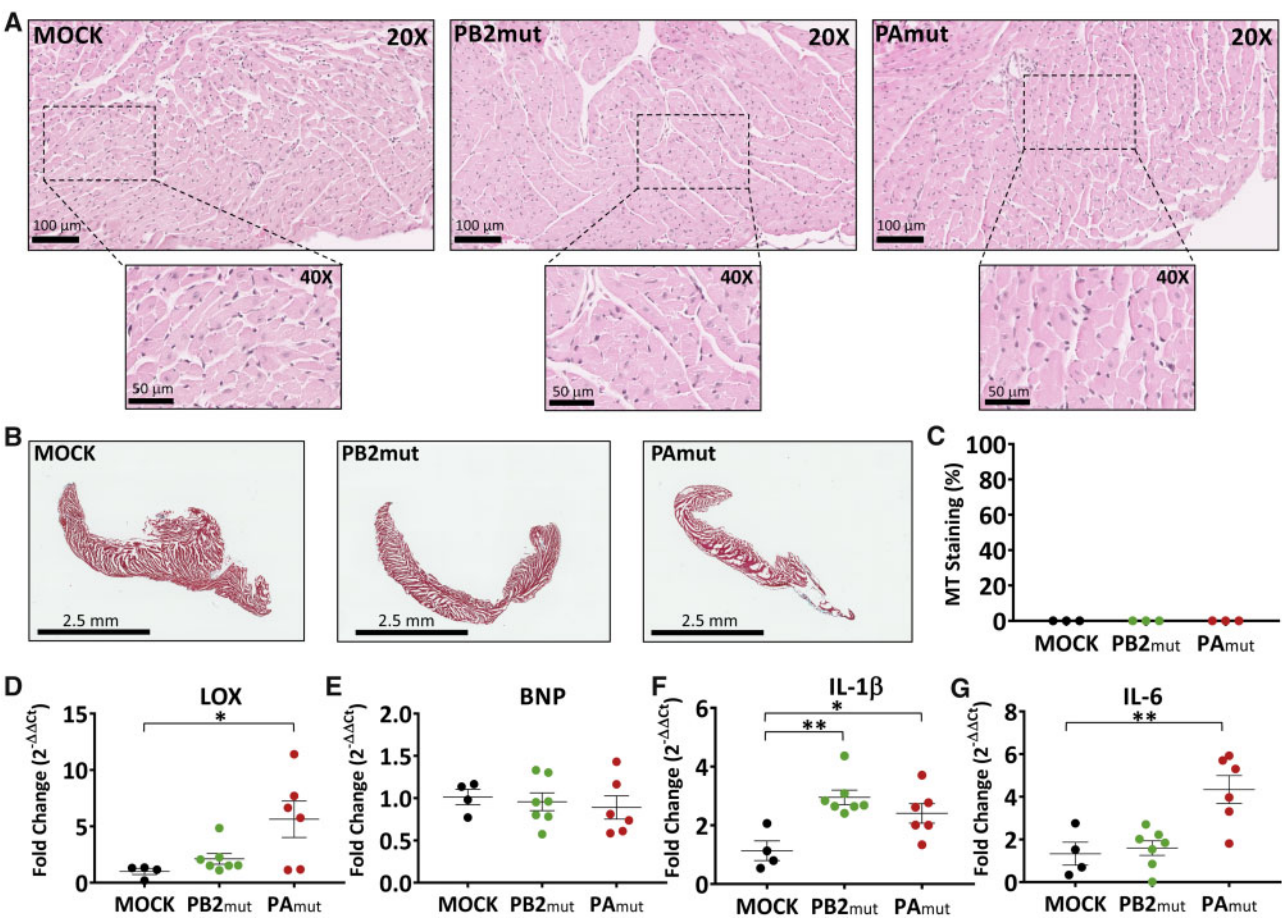 A
MOCK 20X
100 µm
40X
50 µm
PB2mut 20X
100 µm
40X
50 µm
PAmut 20X
100 µm
40X
50 µm
B
MOCK
2.5 mm
PB2mut
2.5 mm
PAmut
2.5 mm
C
MT Staining (%)
100
80
60
40
20
0
MOCK PB2mut PAmut
D
LOX
Fold Change (2^-ΔΔCt)
15
10
5
0
*
MOCK PB2mut PAmut
E
BNP
Fold Change (2^-ΔΔCt)
2.0
1.5
1.0
0.5
0.0
MOCK PB2mut PAmut
F
IL-1β
Fold Change (2^-ΔΔCt)
6
4
2
0
*
**
MOCK PB2mut PAmut
G
IL-6
Fold Change (2^-ΔΔCt)
8
6
4
2
0
**
MOCK PB2mut PAmut